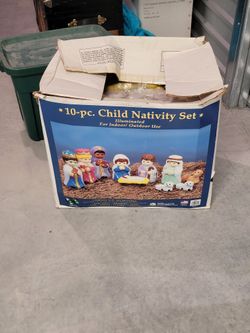 10-pc. Child Nativity Set
Illuminated
For Indoor/Outdoor Use